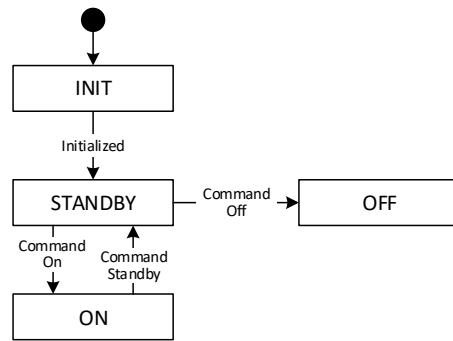 INIT
Initialized
STANDBY
Command
Off
OFF
Command
On
Command
Standby
ON